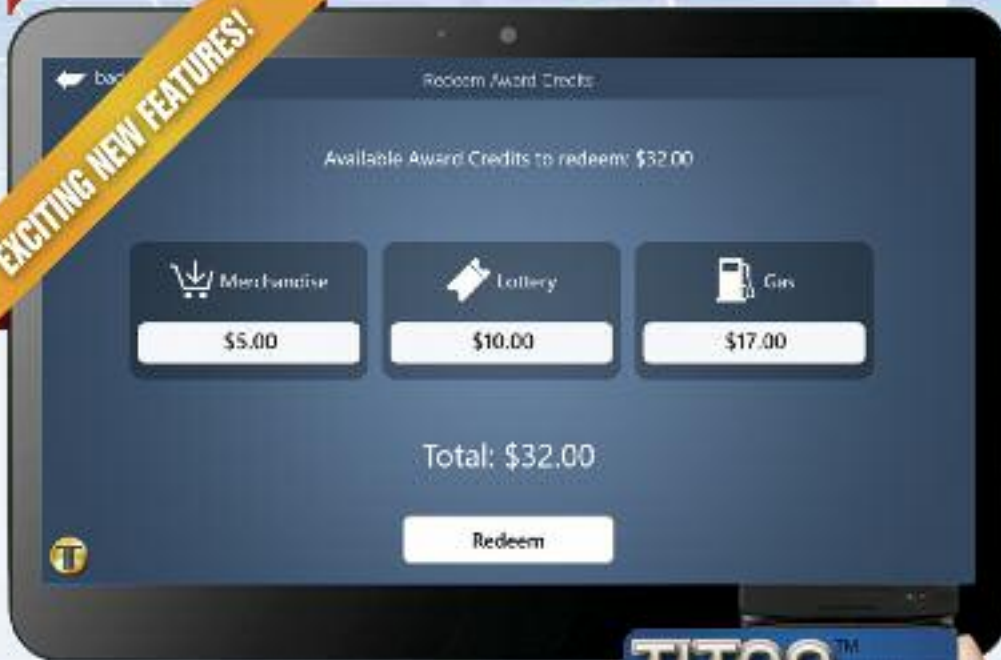 EXCITING NEW FEATURES!
Redeem Award Credits
Available Award Credits to redeem: $32.00
Merchandise
Lottery
Gas
$5.00
$10.00
$17.00
Total: $32.00
Redeem
T
TM